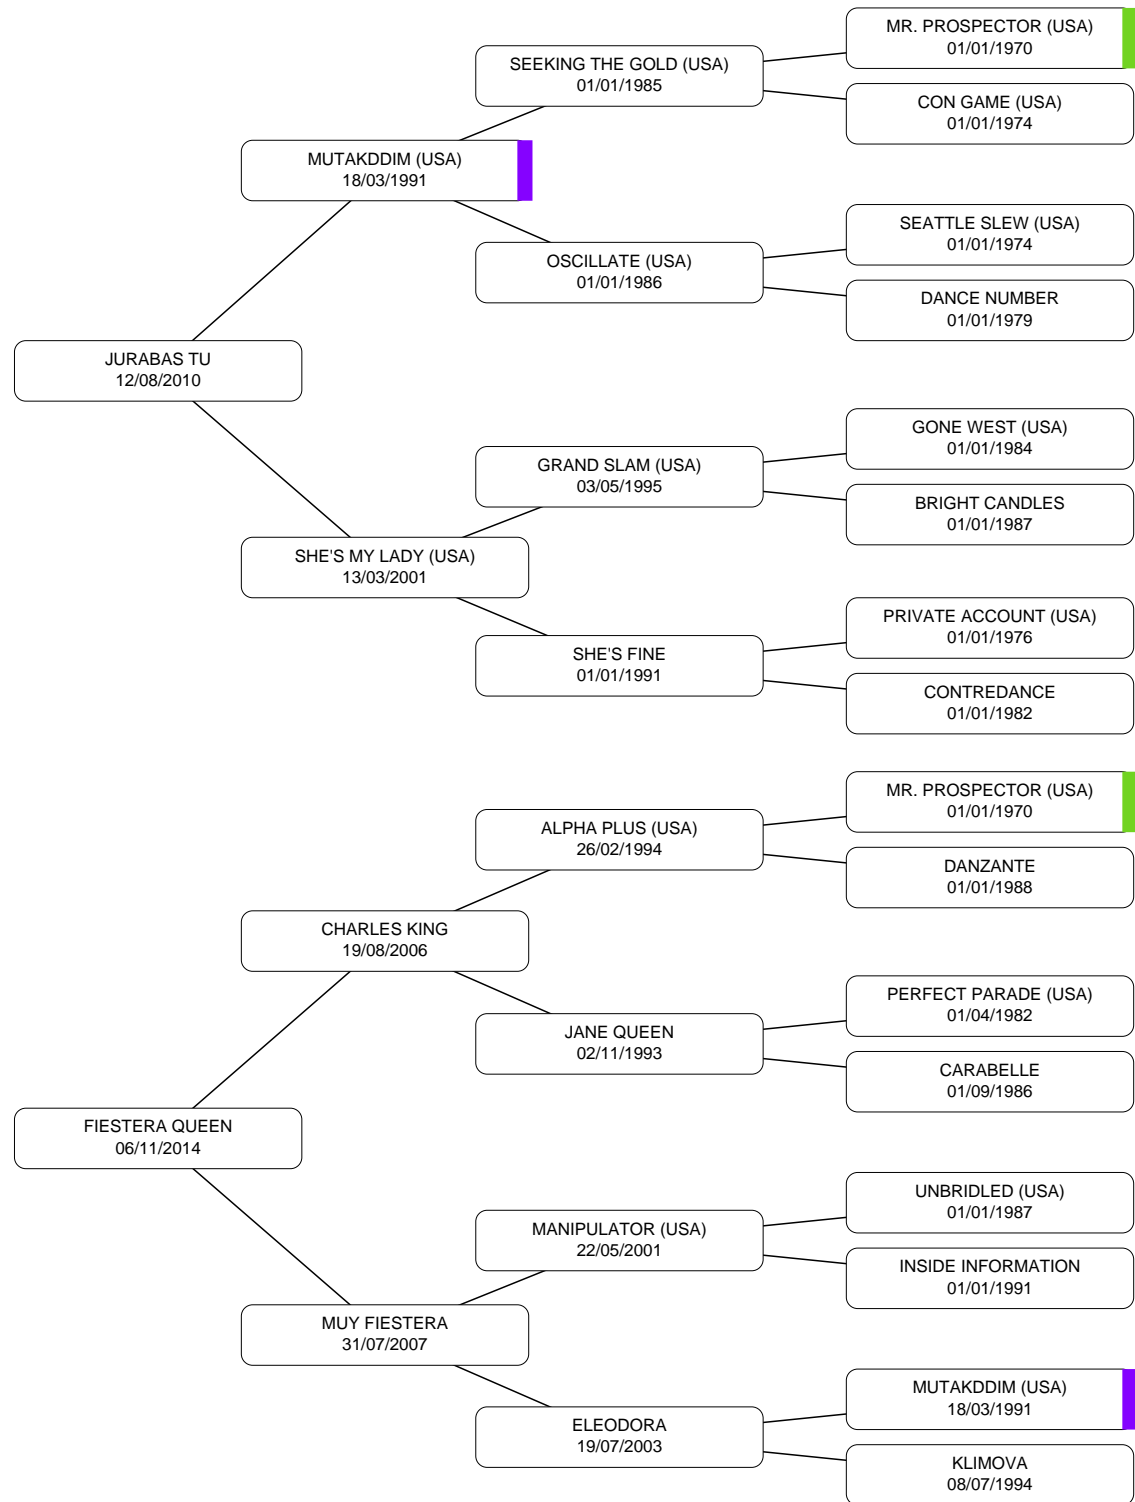 MR. PROSPECTOR (USA)
01/01/1970
SEEKING THE GOLD (USA)
01/01/1985
CON GAME (USA)
01/01/1974
MUTAKDDIM (USA)
18/03/1991
SEATTLE SLEW (USA)
01/01/1974
OSCILLATE (USA)
01/01/1986
DANCE NUMBER
01/01/1979
JURABAS TU
12/08/2010
GONE WEST (USA)
01/01/1984
GRAND SLAM (USA)
03/05/1995
BRIGHT CANDLES
01/01/1987
SHE'S MY LADY (USA)
13/03/2001
PRIVATE ACCOUNT (USA)
01/01/1976
SHE'S FINE
01/01/1991
CONTREDANCE
01/01/1982
MR. PROSPECTOR (USA)
01/01/1970
ALPHA PLUS (USA)
26/02/1994
DANZANTE
01/01/1988
CHARLES KING
19/08/2006
PERFECT PARADE (USA)
01/04/1982
JANE QUEEN
02/11/1993
CARABELLE
01/09/1986
FIESTERA QUEEN
06/11/2014
UNBRIDLED (USA)
01/01/1987
MANIPULATOR (USA)
22/05/2001
INSIDE INFORMATION
01/01/1991
MUY FIESTERA
31/07/2007
MUTAKDDIM (USA)
18/03/1991
ELEODORA
19/07/2003
KLIMOVA
08/07/1994